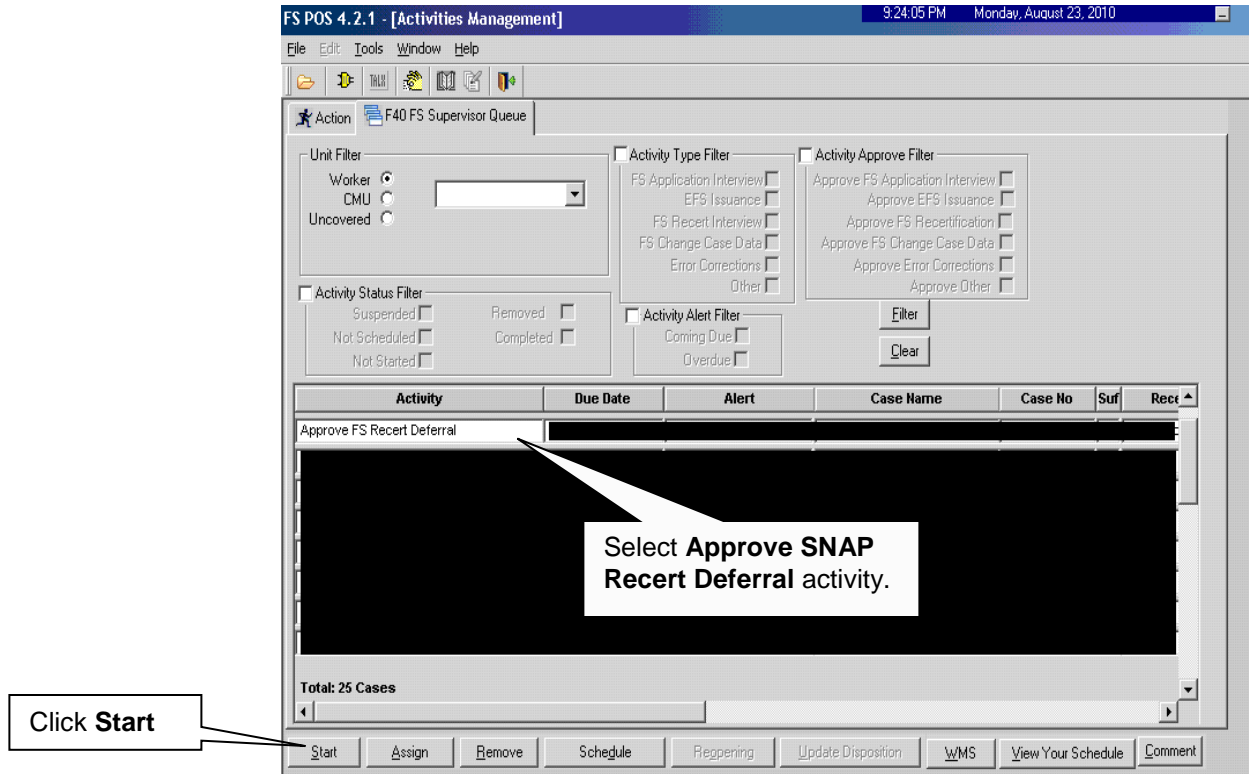 FS POS 4.2.1 - [Activities Management]
9:24:05 PM Monday, August 23, 2010
File Edit Tools Window Help
TALX
Action F40 FS Supervisor Queue
Unit Filter
Worker
CMU
Uncovered
Activity Type Filter
FS Application Interview
EFS Issuance
FS Recert Interview
FS Change Case Data
Error Corrections
Other
Activity Approve Filter
Approve FS Application Interview
Approve EFS Issuance
Approve FS Recertification
Approve FS Change Case Data
Approve Error Corrections
Approve Other
Activity Status Filter
Suspended Removed
Not Scheduled Completed
Not Started
Activity Alert Filter
Coming Due
Overdue
Filter
Clear
Activity Due Date Alert Case Name Case No Suf Rece
Approve FS Recert Deferral
Select Approve SNAP
Recert Deferral activity.
Total: 25 Cases
Click Start
Start Assign Remove Schedule Reopening Update Disposition WMS View Your Schedule Comment